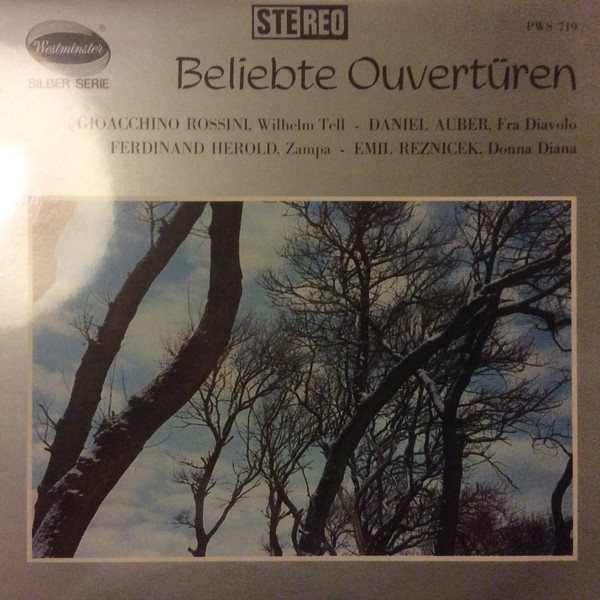 STEREO
PWS 719
Westminster
SILBER SERIE
Beliebte Ouvertüren
GIOACCHINO ROSSINI, Wilhelm Tell - DANIEL AUBER, Fra Diavolo
FERDINAND HEROLD, Zampa - EMIL REZNICEK, Donna Diana